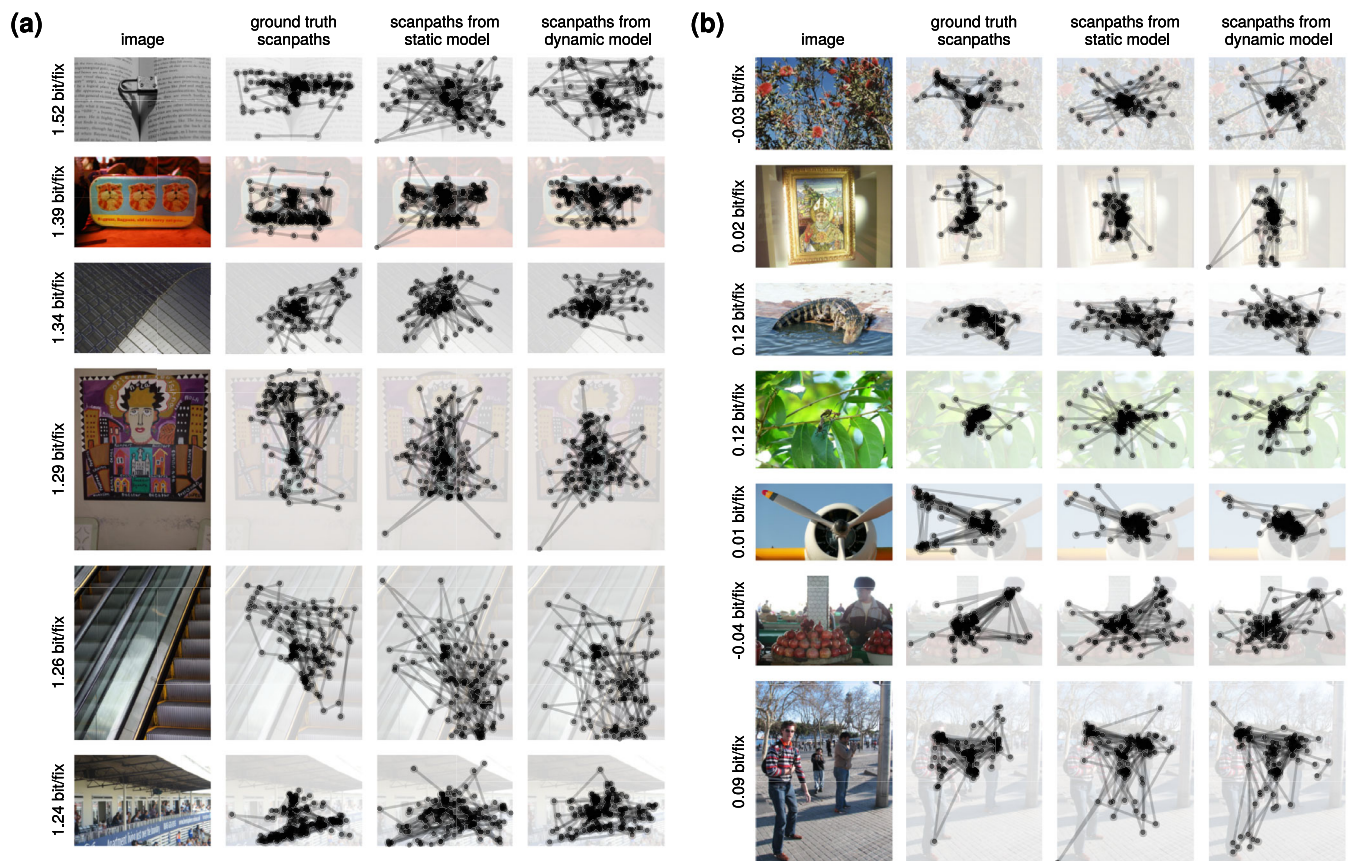 (a)
image
ground truth
scanpaths
scanpaths from
static model
scanpaths from
dynamic model
1.52 bit/fix
1.39 bit/fix
1.34 bit/fix
1.29 bit/fix
1.26 bit/fix
1.24 bit/fix
(b)
image
ground truth
scanpaths
scanpaths from
static model
scanpaths from
dynamic model
-0.03 bit/fix
0.02 bit/fix
0.12 bit/fix
0.12 bit/fix
0.01 bit/fix
-0.04 bit/fix
0.09 bit/fix